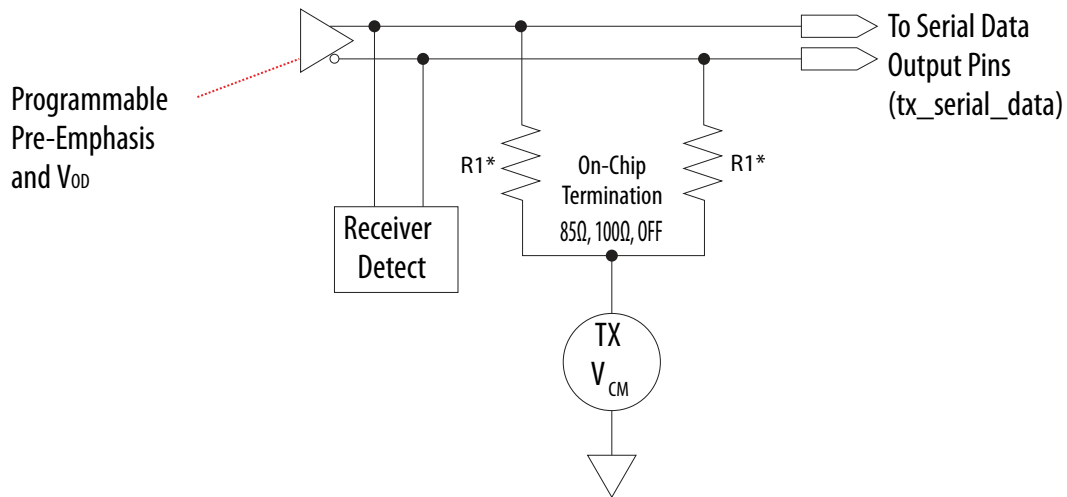 To Serial Data
Output Pins
(tx_serial_data)
Programmable
Pre-Emphasis
and VOD
R1*
On-Chip
Termination
85Ω, 100Ω, OFF
R1*
Receiver
Detect
TX
VCM